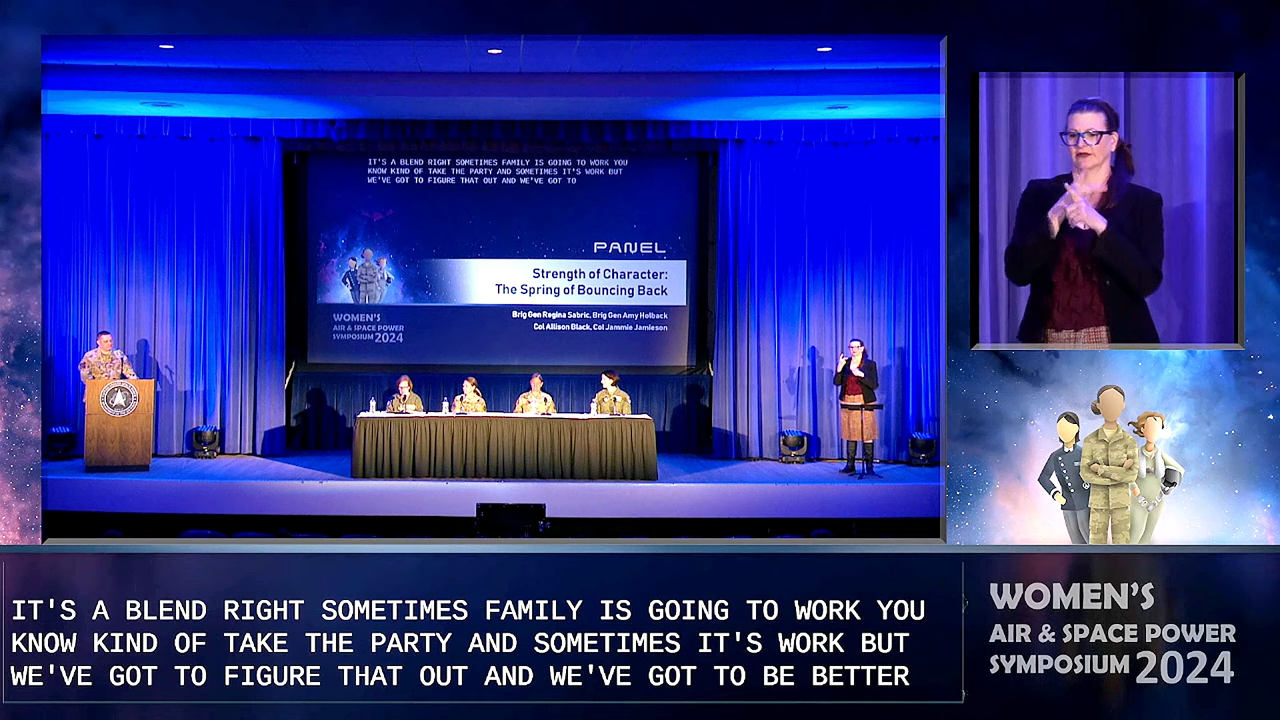 IT'S A BLEND RIGHT SOMETIMES FAMILY IS GOING TO WORK YOU
KNOW KIND OF TAKE THE PARTY AND SOMETIMES IT'S WORK BUT
WE'VE GOT TO FIGURE THAT OUT AND WE'VE GOT TO
PANEL
Strength of Character:
The Spring of Bouncing Back
Brig Gen Regina Sabric, Brig Gen Amy Holbeck
Col Allison Black, Col Jammie Jamieson
WOMEN'S
AIR & SPACE POWER
SYMPOSIUM 2024
IT'S A BLEND RIGHT SOMETIMES FAMILY IS GOING TO WORK YOU
KNOW KIND OF TAKE THE PARTY AND SOMETIMES IT'S WORK BUT
WE'VE GOT TO FIGURE THAT OUT AND WE'VE GOT TO BE BETTER
WOMEN'S
AIR & SPACE POWER
SYMPOSIUM 2024